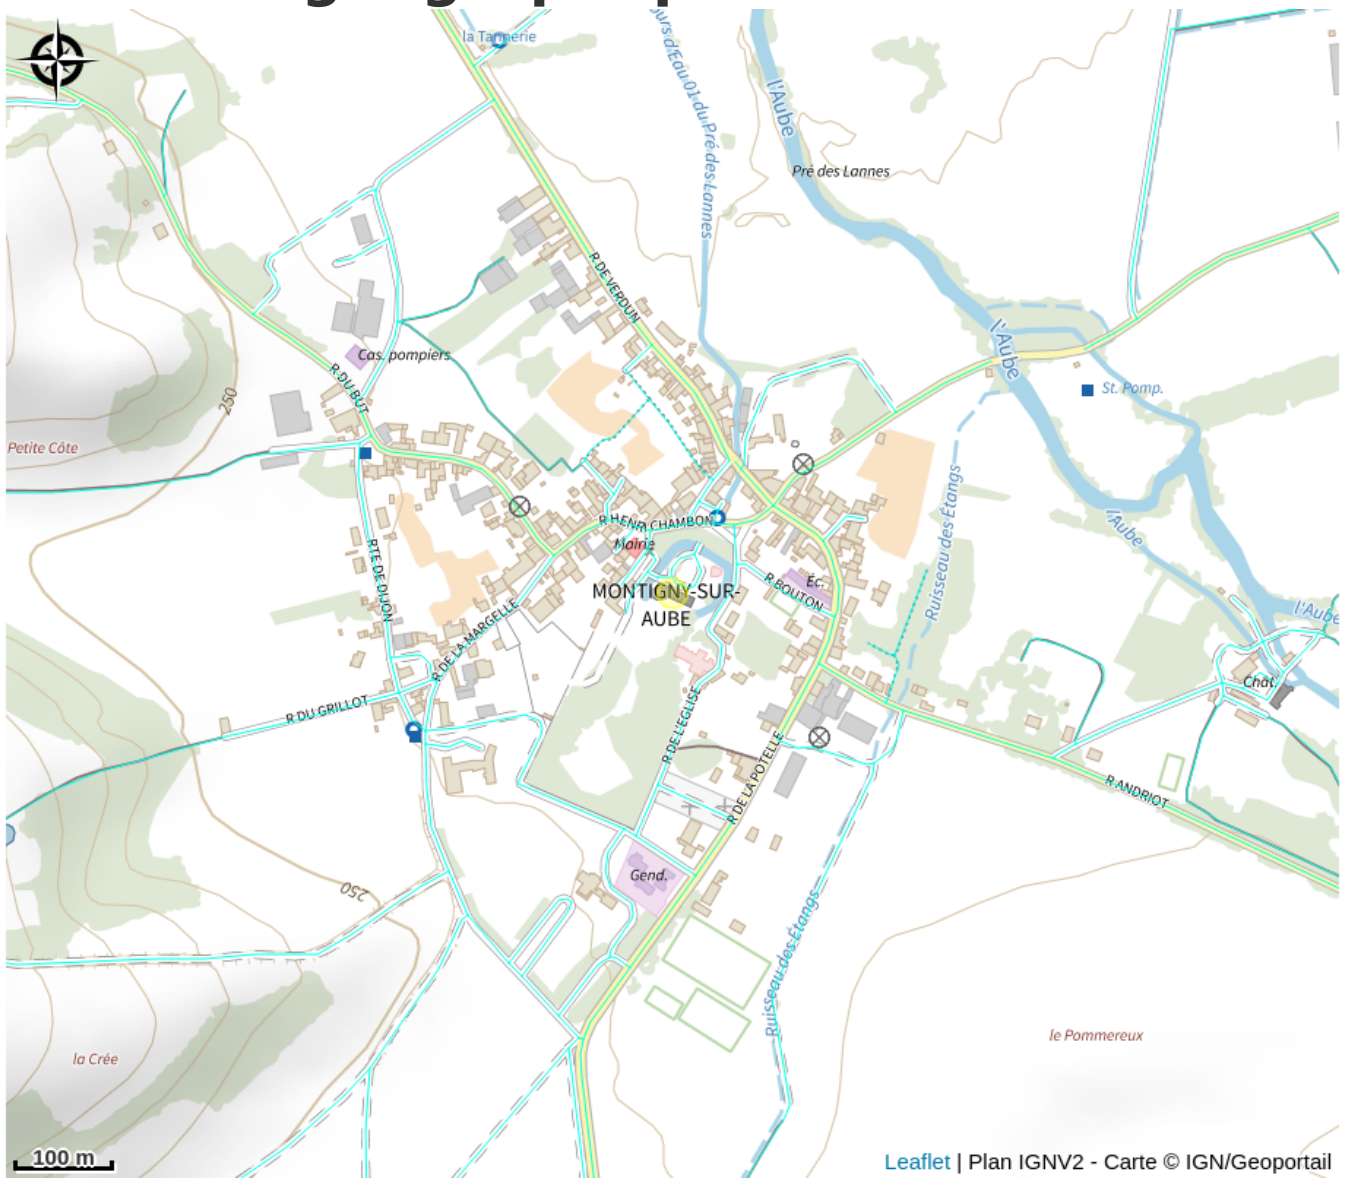 la Tannerie
l'Aube
Pré des Lannes
R DE VERDUN
Cas. pompiers
R DU BUT
250
l'Aube
St. Pomp.
Petite Côte
R HENRI CHAMBON
Mairie
l'Aube
Ruisseau des Étangs
RTE DE DIJON
Éc.
R BOUTON
MONTIGNY-SUR-
AUBE
l'Aube
R DE LA MARGELLE
Chât.
R DU GRILLOT
R DE L'EGLISE
R DE LA POTELLE
R ANDRIOT
Gend.
250
Ruisseau des Étangs
le Pommereux
la Crée
100 m
Leaflet | Plan IGNV2 - Carte © IGN/Geoportail